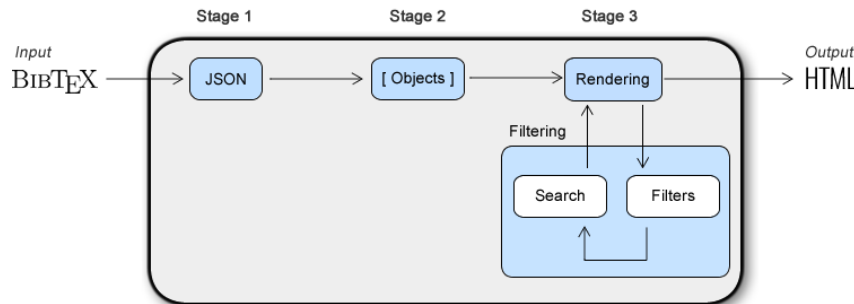 Stage 1 Stage 2 Stage 3
Input
BIBTEX
JSON
[ Objects ]
Rendering
Output
HTML
Filtering
Search
Filters